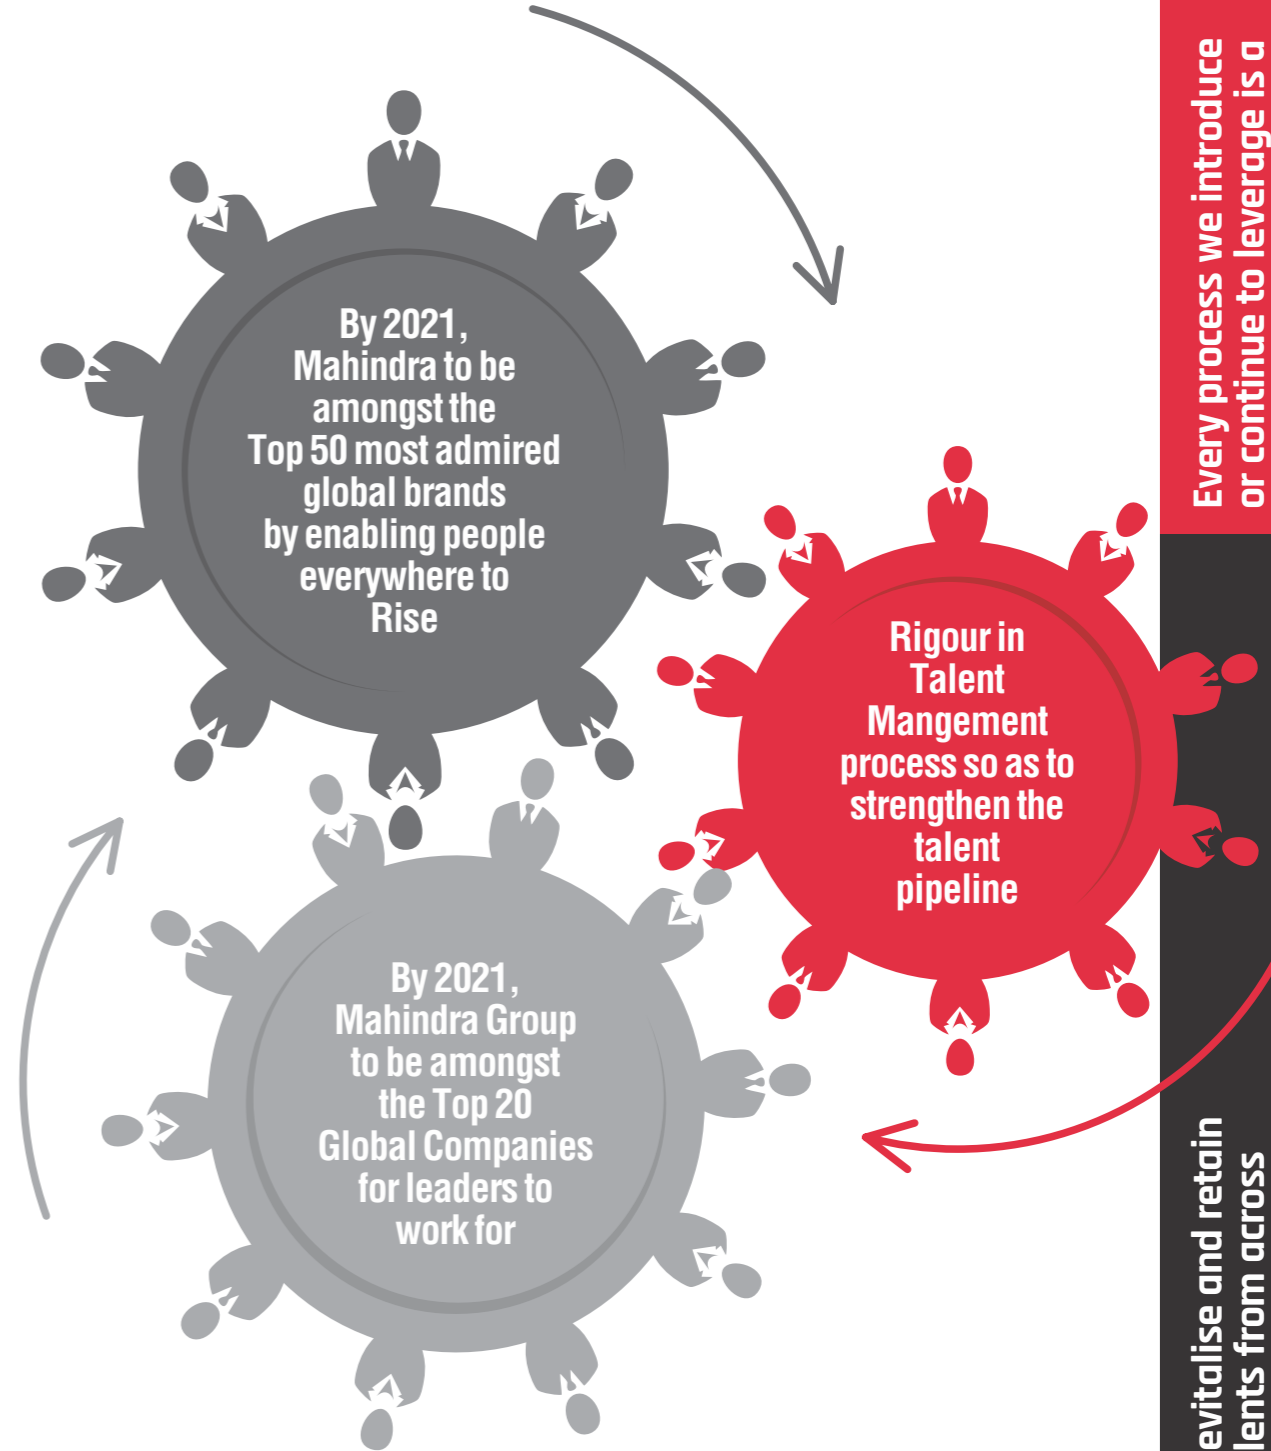 By 2021,
Mahindra to be
amongst the
Top 50 most admired
global brands
by enabling people
everywhere to
Rise
Rigour in
Talent
Mangement
process so as to
strengthen the
talent
pipeline
By 2021,
Mahindra Group
to be amongst
the Top 20
Global Companies
for leaders to
work for
Every process we introduce
or continue to leverage is a
evitalise and retain
lents from across